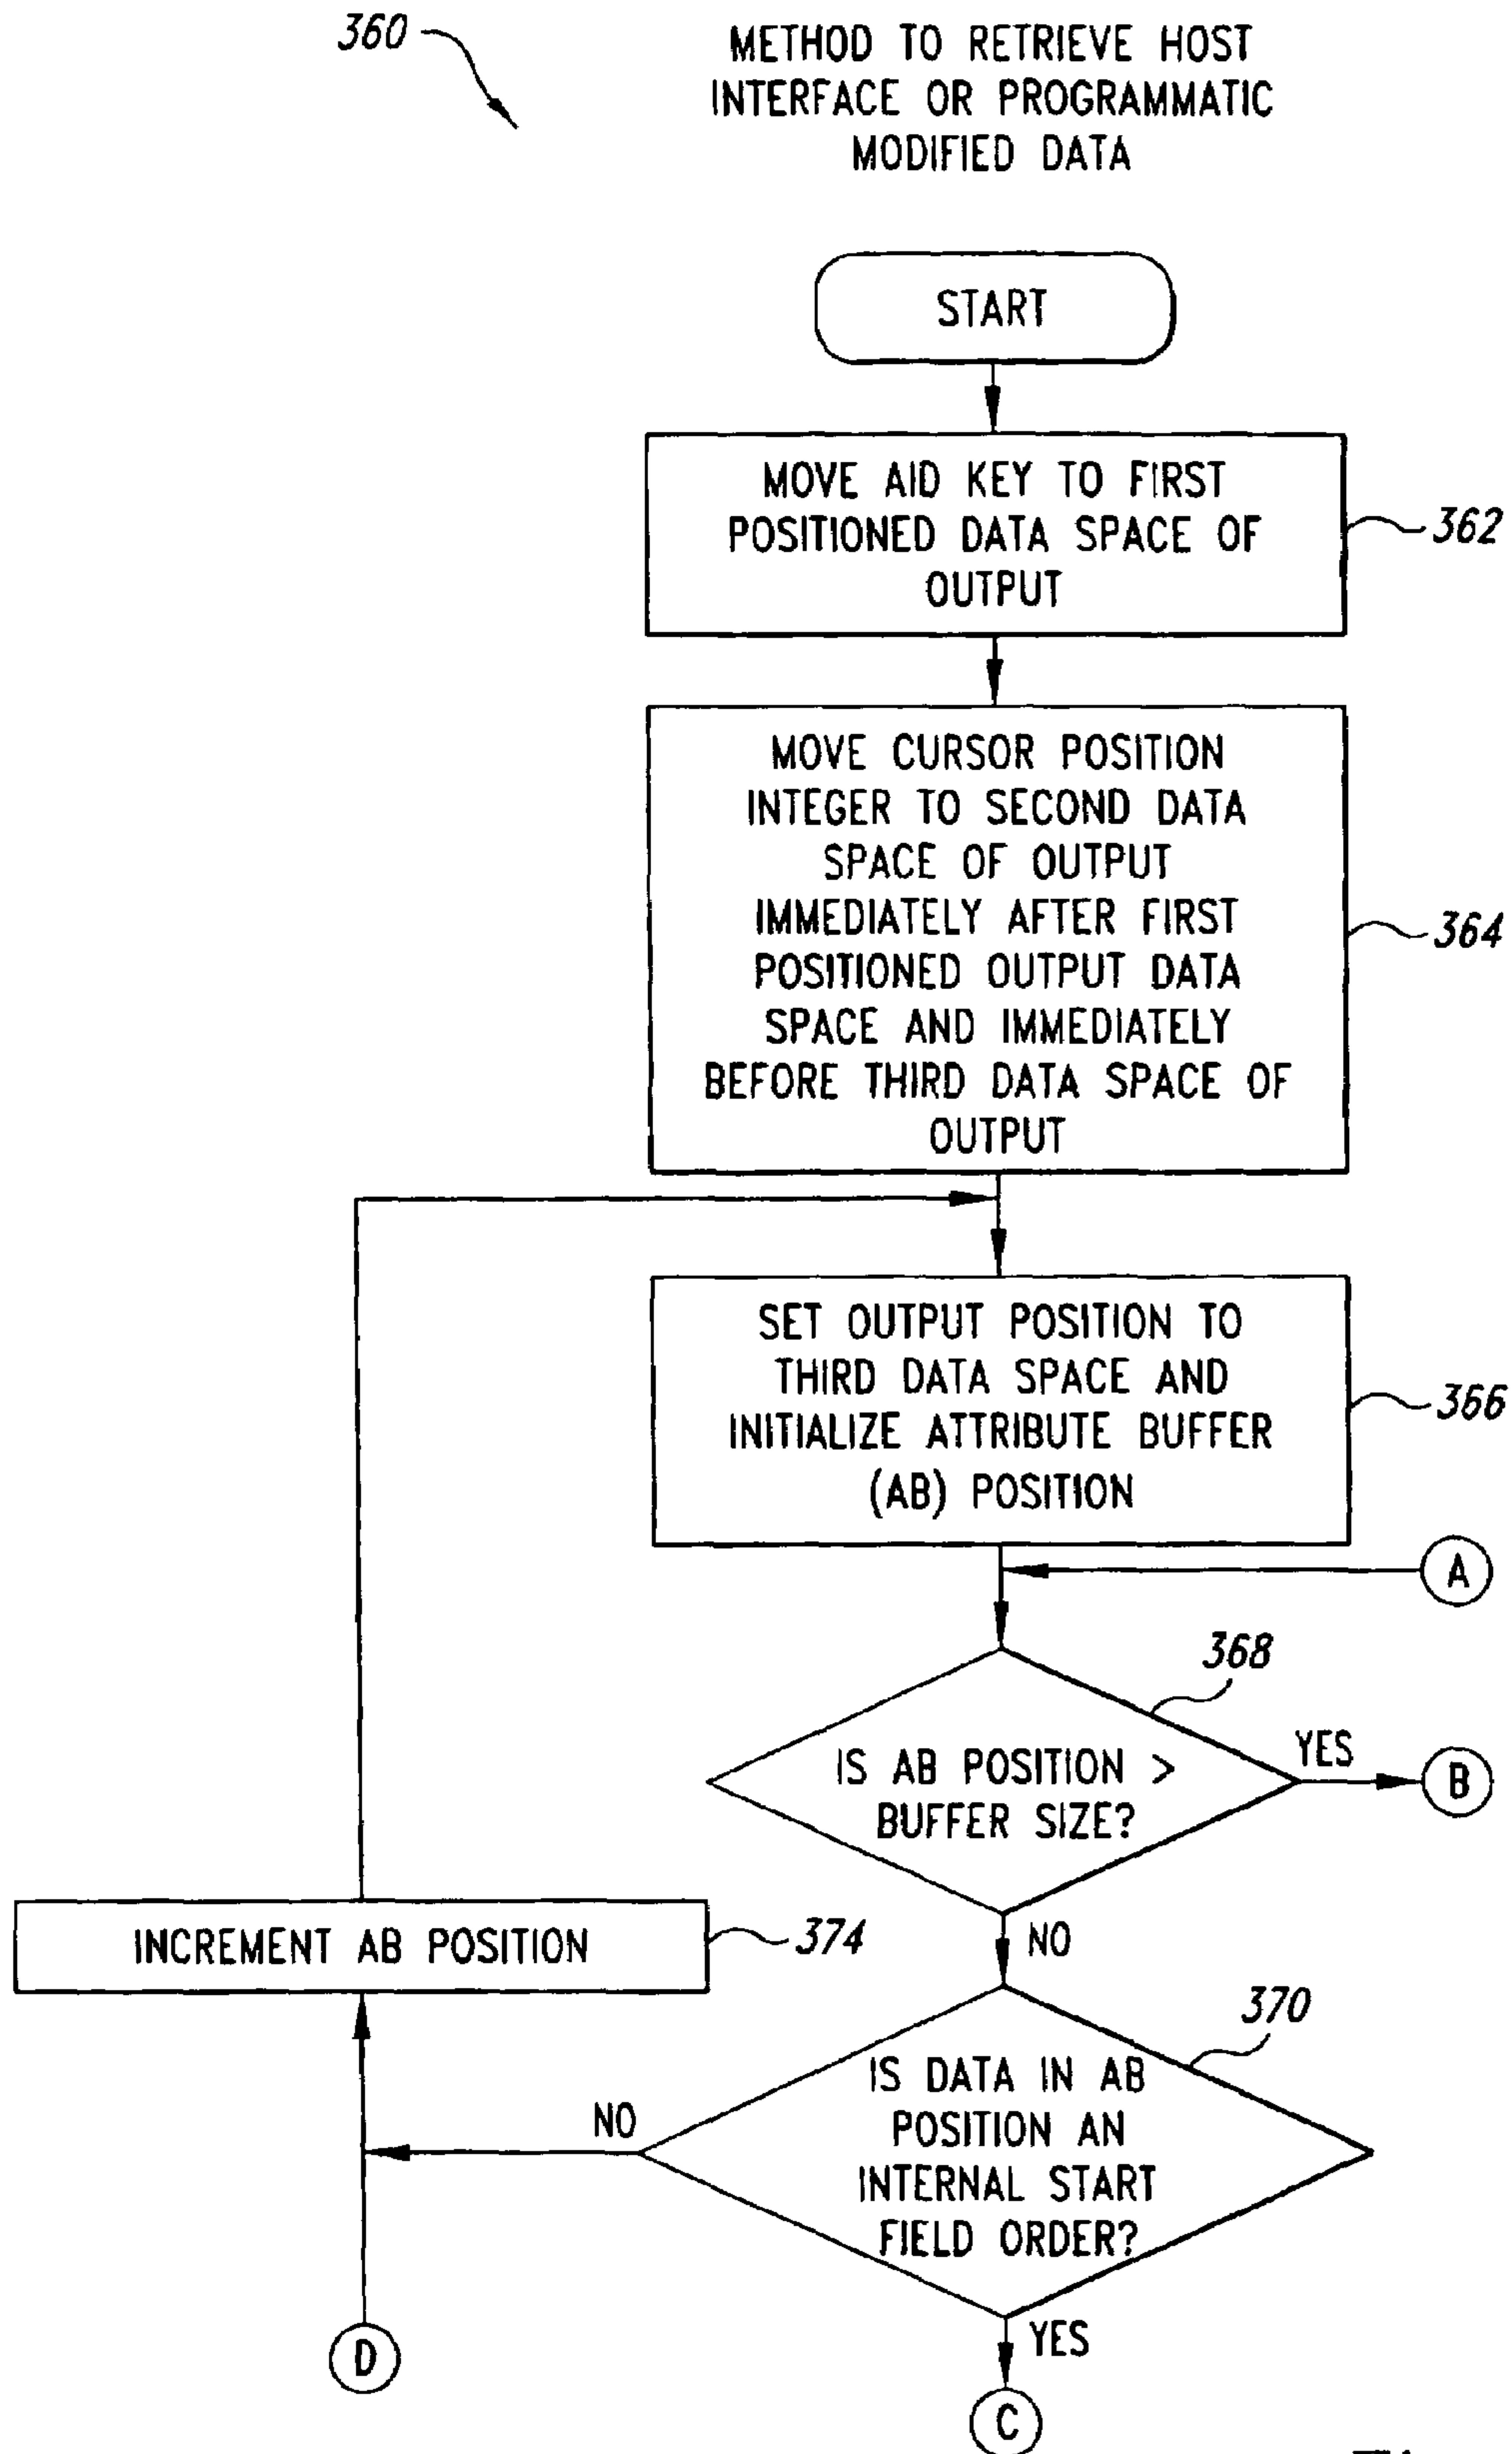 360
METHOD TO RETRIEVE HOST
INTERFACE OR PROGRAMMATIC
MODIFIED DATA
START
MOVE AID KEY TO FIRST
POSITIONED DATA SPACE OF
OUTPUT
362
MOVE CURSOR POSITION
INTEGER TO SECOND DATA
SPACE OF OUTPUT
IMMEDIATELY AFTER FIRST
POSITIONED OUTPUT DATA
SPACE AND IMMEDIATELY
BEFORE THIRD DATA SPACE OF
OUTPUT
364
SET OUTPUT POSITION TO
THIRD DATA SPACE AND
INITIALIZE ATTRIBUTE BUFFER
(AB) POSITION
366
A
368
IS AB POSITION >
BUFFER SIZE?
YES
B
NO
INCREMENT AB POSITION
374
370
IS DATA IN AB
POSITION AN
INTERNAL START
FIELD ORDER?
NO
YES
D
C